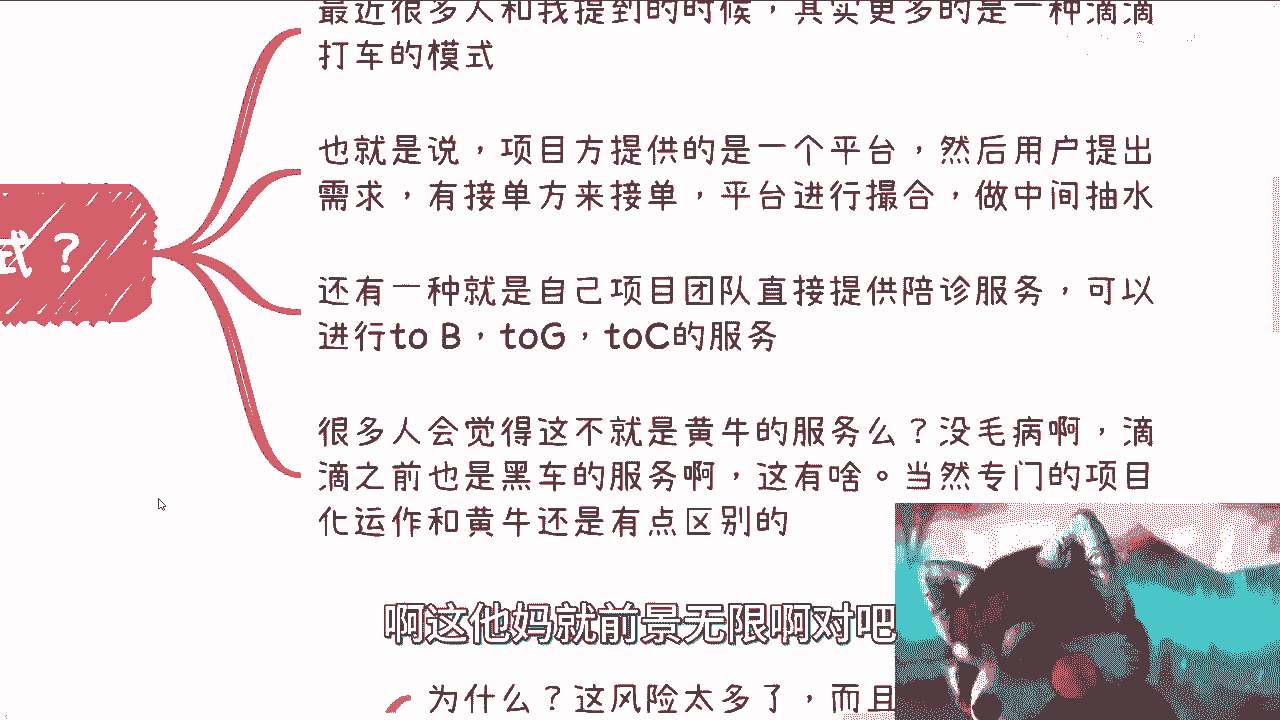 最近很多人和我提到的时候，其实更多的是一种滴滴
打车的模式
也就是说，项目方提供的是一个平台，然后用户提出
需求，有接单方来接单，平台进行撮合，做中间抽水
式？
还有一种就是自己项目团队直接提供陪诊服务，可以
进行to B，toG，toC的服务
很多人会觉得这不就是黄牛的服务么？没毛病啊，滴
滴之前也是黑车的服务啊，这有啥。当然专门的项目
化运作和黄牛还是有点区别的
啊这他妈就前景无限啊对吧
为什么？这风险太多了，而且